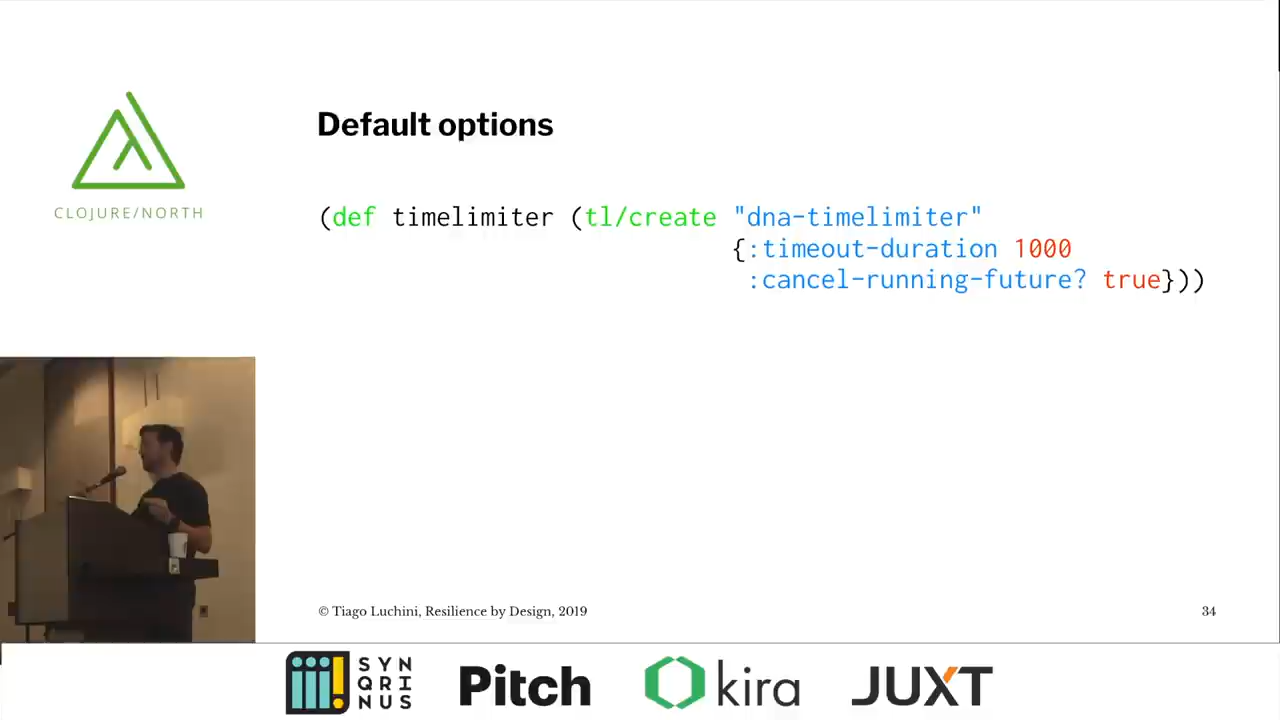 Default options
CLOJURE/NORTH
(def timelimiter (tl/create "dna-timelimiter"
{:timeout-duration 1000
:cancel-running-future? true}))
© Tiago Luchini, Resilience by Design, 2019
34
SYN
QRI
NUS
Pitch
kira
JUXT